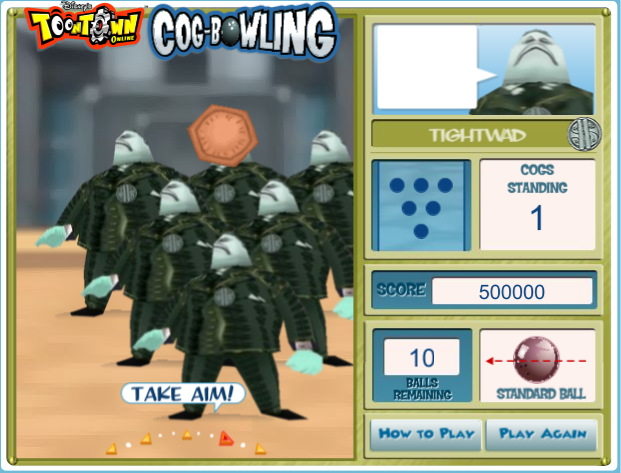 Disney's
TOONTOWN
ONLINE
COG-BOWLING
TIGHTWAD
COGS
STANDING
1
SCORE 500000
10
BALLS
REMAINING
STANDARD BALL
TAKE AIM!
HOW TO PLAY
PLAY AGAIN